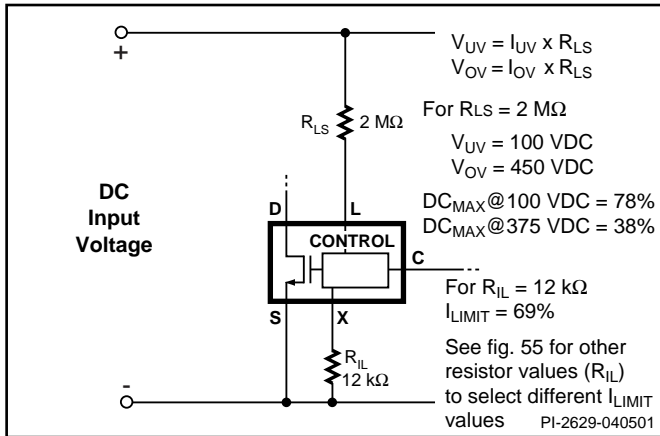 +
DC
Input
Voltage
-
R_LS 2 MΩ
D L
CONTROL
C
S X
R_IL
12 kΩ
V_UV = I_UV x R_LS
V_OV = I_OV x R_LS
For RLS = 2 MΩ
V_UV = 100 VDC
V_OV = 450 VDC
DC_MAX@100 VDC = 78%
DC_MAX@375 VDC = 38%
For R_IL = 12 kΩ
I_LIMIT = 69%
See fig. 55 for other
resistor values (R_IL)
to select different I_LIMIT
values
PI-2629-040501